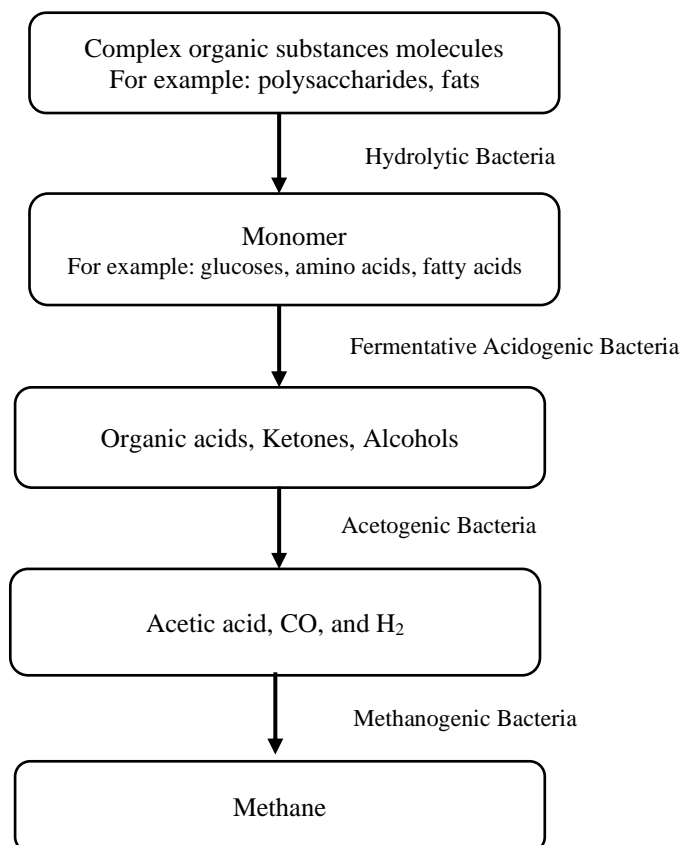 Complex organic substances molecules
For example: polysaccharides, fats
Hydrolytic Bacteria
Monomer
For example: glucoses, amino acids, fatty acids
Fermentative Acidogenic Bacteria
Organic acids, Ketones, Alcohols
Acetogenic Bacteria
Acetic acid, CO, and H₂
Methanogenic Bacteria
Methane